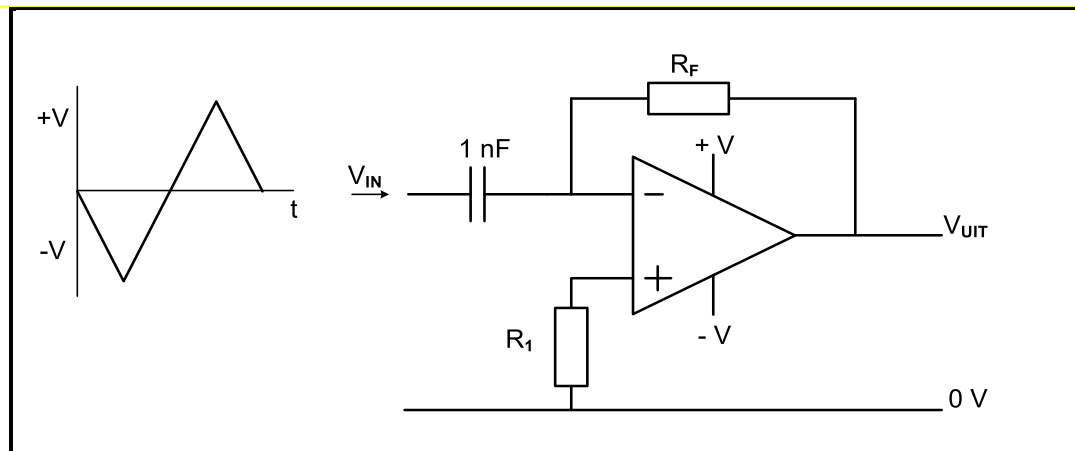 +V
-V
t
V_IN
1 nF
R_F
+ V
−
+
- V
R_1
V_UIT
0 V